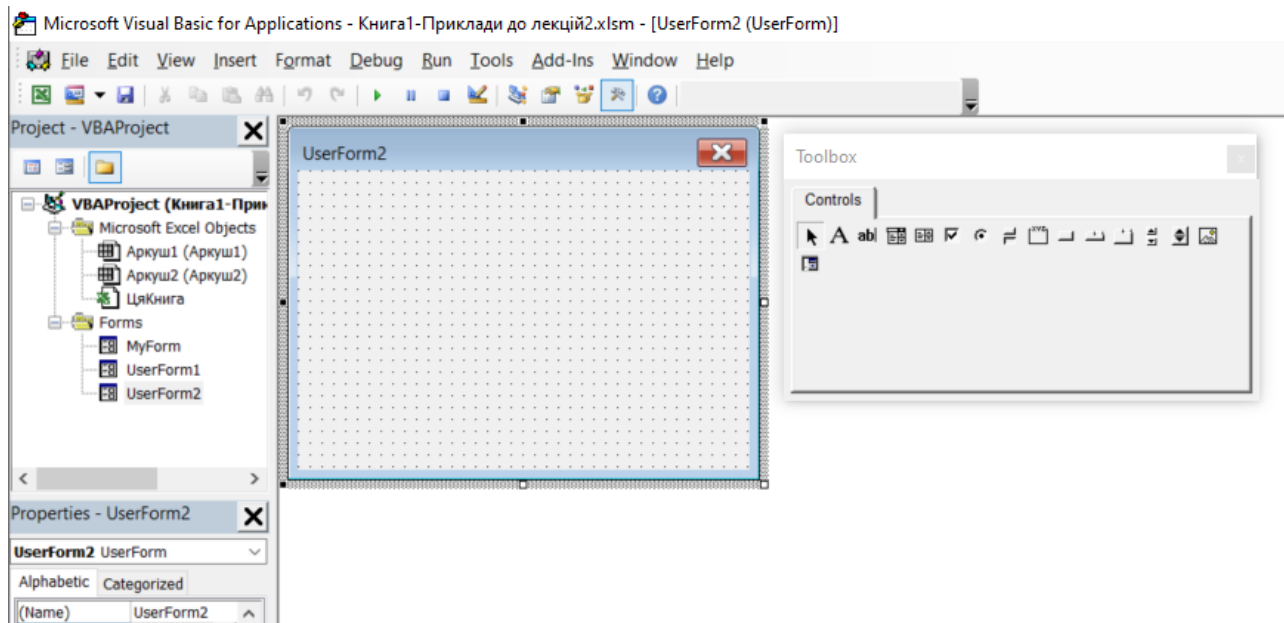 Microsoft Visual Basic for Applications - Книга1-Приклади до лекцій2.xlsm - [UserForm2 (UserForm)]
File Edit View Insert Format Debug Run Tools Add-Ins Window Help
Project - VBAProject
VBAProject (Книга1-При
Microsoft Excel Objects
Аркуш1 (Аркуш1)
Аркуш2 (Аркуш2)
ЦяКнига
Forms
MyForm
UserForm1
UserForm2
Properties - UserForm2
UserForm2 UserForm
Alphabetic Categorized
(Name) UserForm2
UserForm2
Toolbox
Controls
A ab